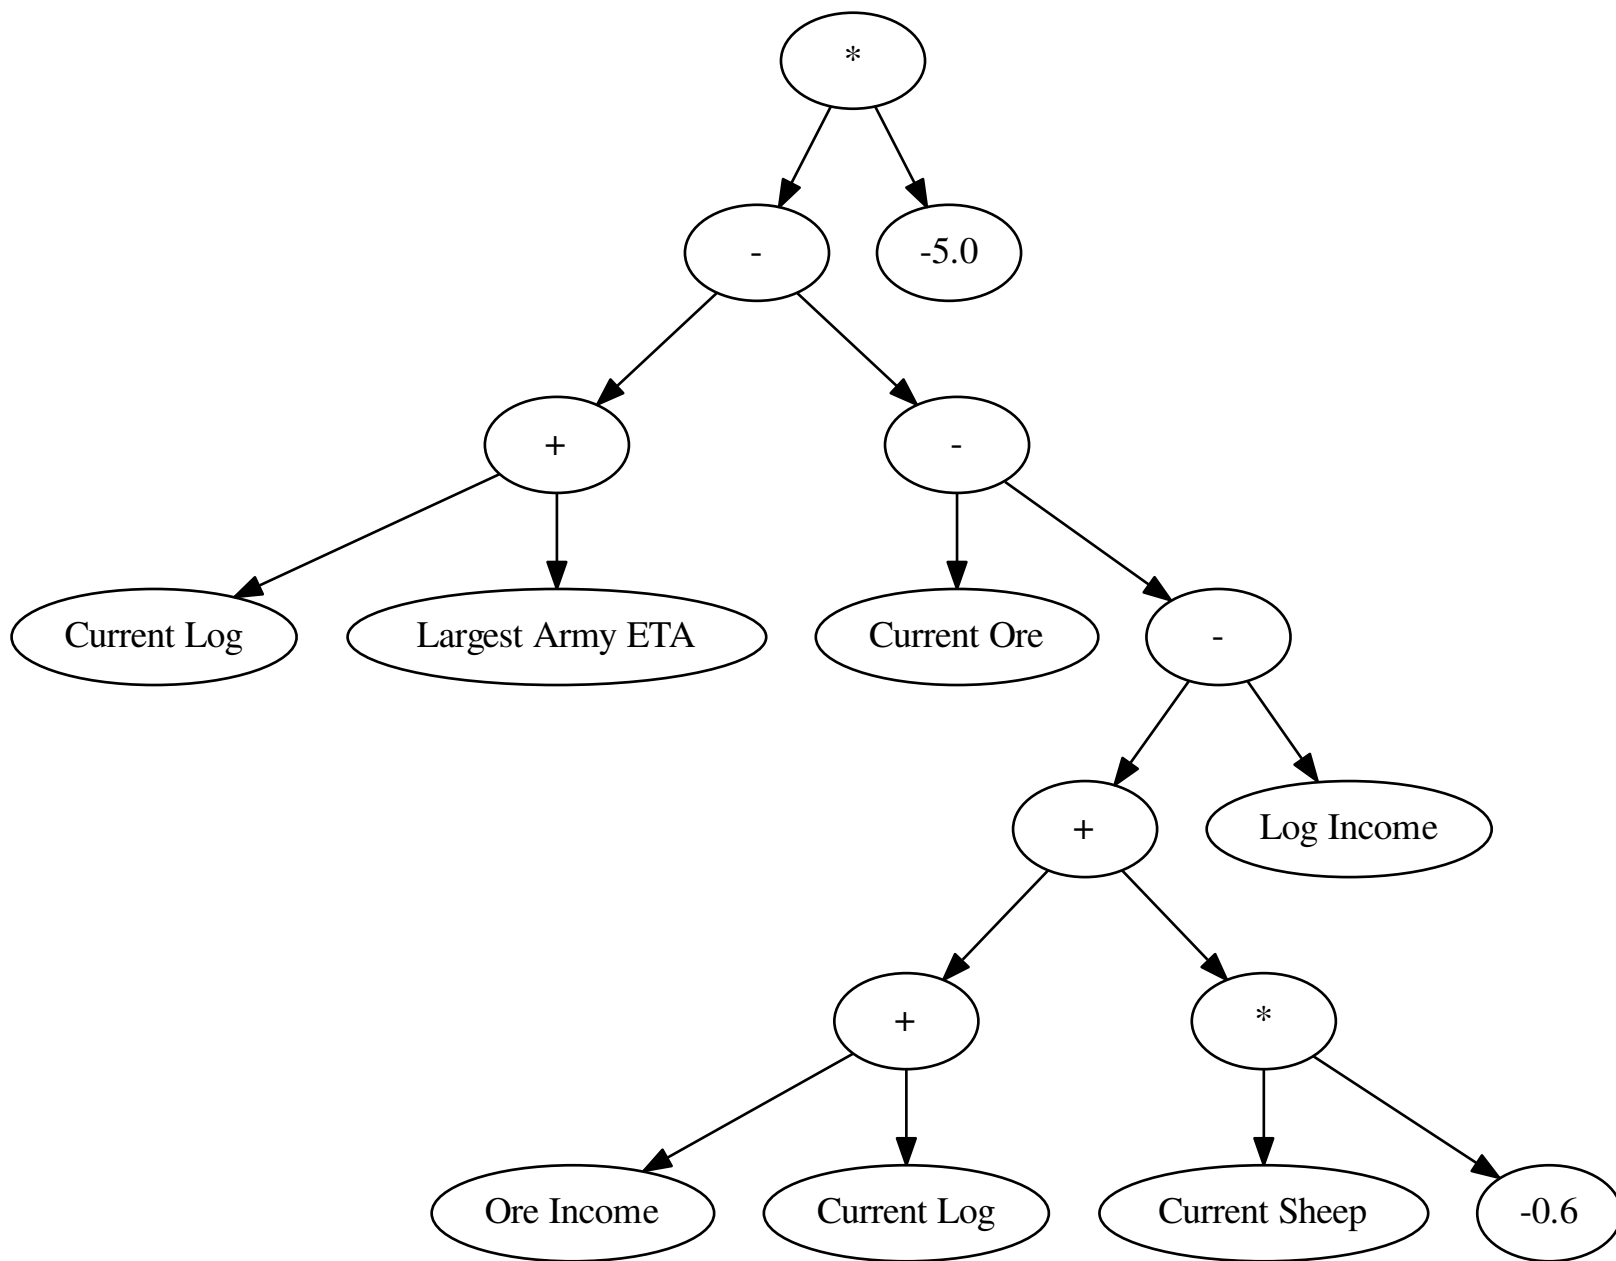 *
-
-5.0
+
-
Current Log
Largest Army ETA
Current Ore
-
+
Log Income
+
*
Ore Income
Current Log
Current Sheep
-0.6